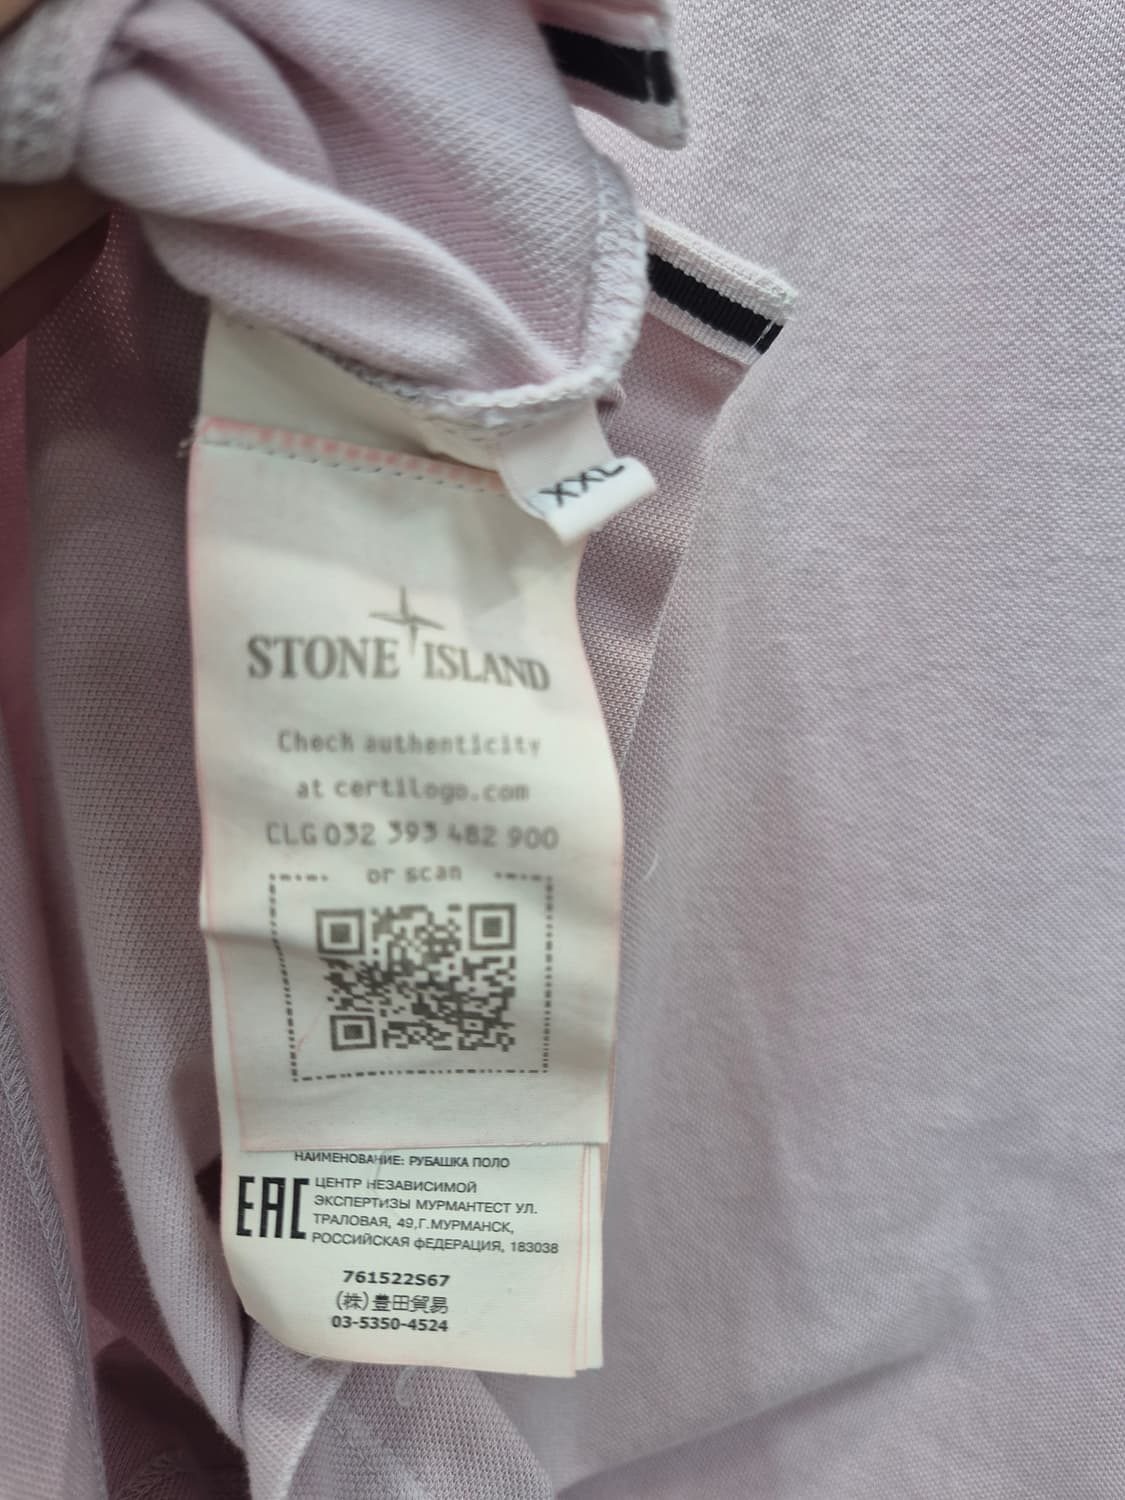 XXL
STONE ISLAND
Check authenticity
at certilogo.com
CLG 032 393 482 900
or scan
НАИМЕНОВАНИЕ: РУБАШКА ПОЛО
EAC
ЦЕНТР НЕЗАВИСИМОЙ
ЭКСПЕРТИЗЫ МУРМАНТЕСТ УЛ.
ТРАЛОВАЯ, 49,Г.МУРМАНСК,
РОССИЙСКАЯ ФЕДЕРАЦИЯ, 183038
761522S67
(株)豊田貿易
03-5350-4524